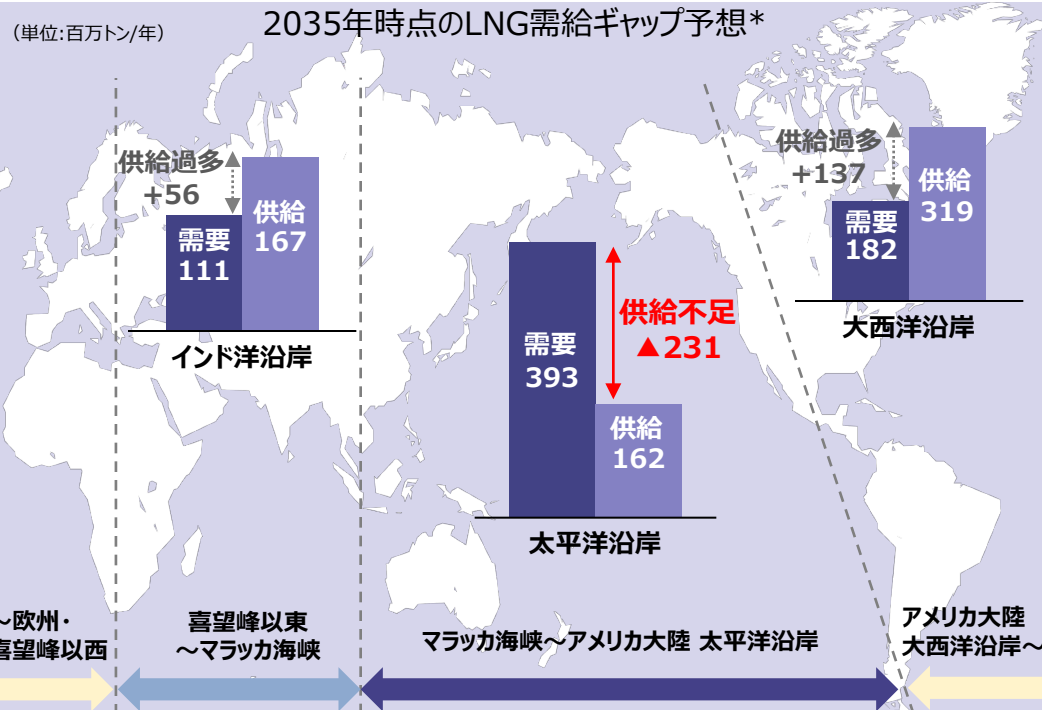 （単位:百万トン/年）
2035年時点のLNG需給ギャップ予想*
供給過多
+56
需要
111
供給
167
インド洋沿岸
需要
393
供給不足
▲231
供給
162
太平洋沿岸
供給過多
+137
需要
182
供給
319
大西洋沿岸
～欧州・
喜望峰以西
喜望峰以東
～マラッカ海峡
マラッカ海峡～アメリカ大陸 太平洋沿岸
アメリカ大陸
大西洋沿岸～